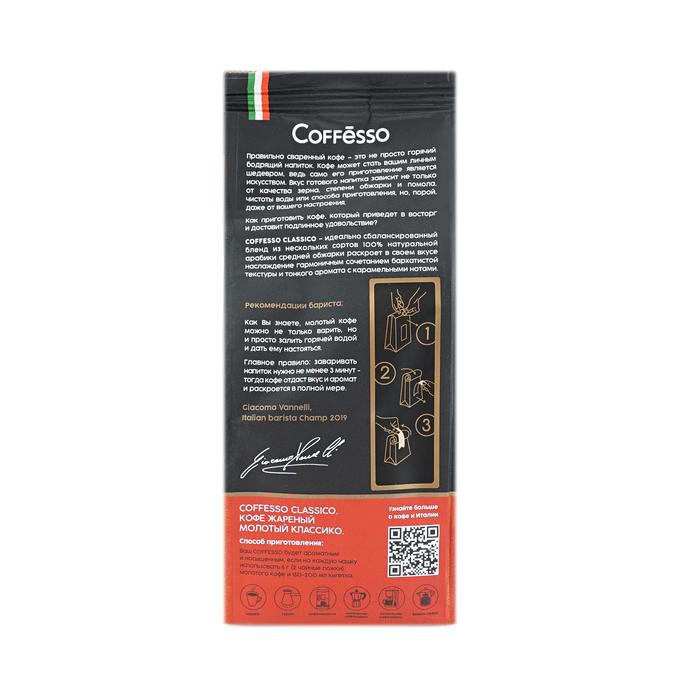 COFFēSSO
Правильно сваренный кофе – это не просто горячий
бодрящий напиток. Кофе может стать вашим личным
шедевром, ведь само его приготовление является
искусством. Вкус готового напитка зависит не только
от качества зерна, степени обжарки и помола,
чистоты воды или способа приготовления, но, порой,
даже от вашего настроения.
Как приготовить кофе, который приведет в восторг
и доставит подлинное удовольствие?
COFFESSO CLASSICO – идеально сбалансированный
бленд из нескольких сортов 100% натуральной
арабики средней обжарки раскроет в своем вкусе
наслаждение гармоничным сочетанием бархатистой
текстуры и тонкого аромата с карамельными нотами.
Рекомендации бариста:
Как Вы знаете, молотый кофе
можно не только варить, но
и просто залить горячей водой
и дать ему настояться.
Главное правило: заваривать
напиток нужно не менее 3 минут -
тогда кофе отдаст вкус и аромат
и раскроется в полной мере.
Giacomo Vannelli,
Italian barista Champ 2019
1
2
3
COFFESSO CLASSICO.
КОФЕ ЖАРЕНЫЙ
МОЛОТЫЙ КЛАССИКО.
Способ приготовления:
Ваш COFFESSO будет ароматным
и насыщенным, если на каждую чашку
использовать 6 г (2 чайные ложки)
молотого кофе и 150-200 мл кипятка.
Узнайте больше
о кофе и Италии